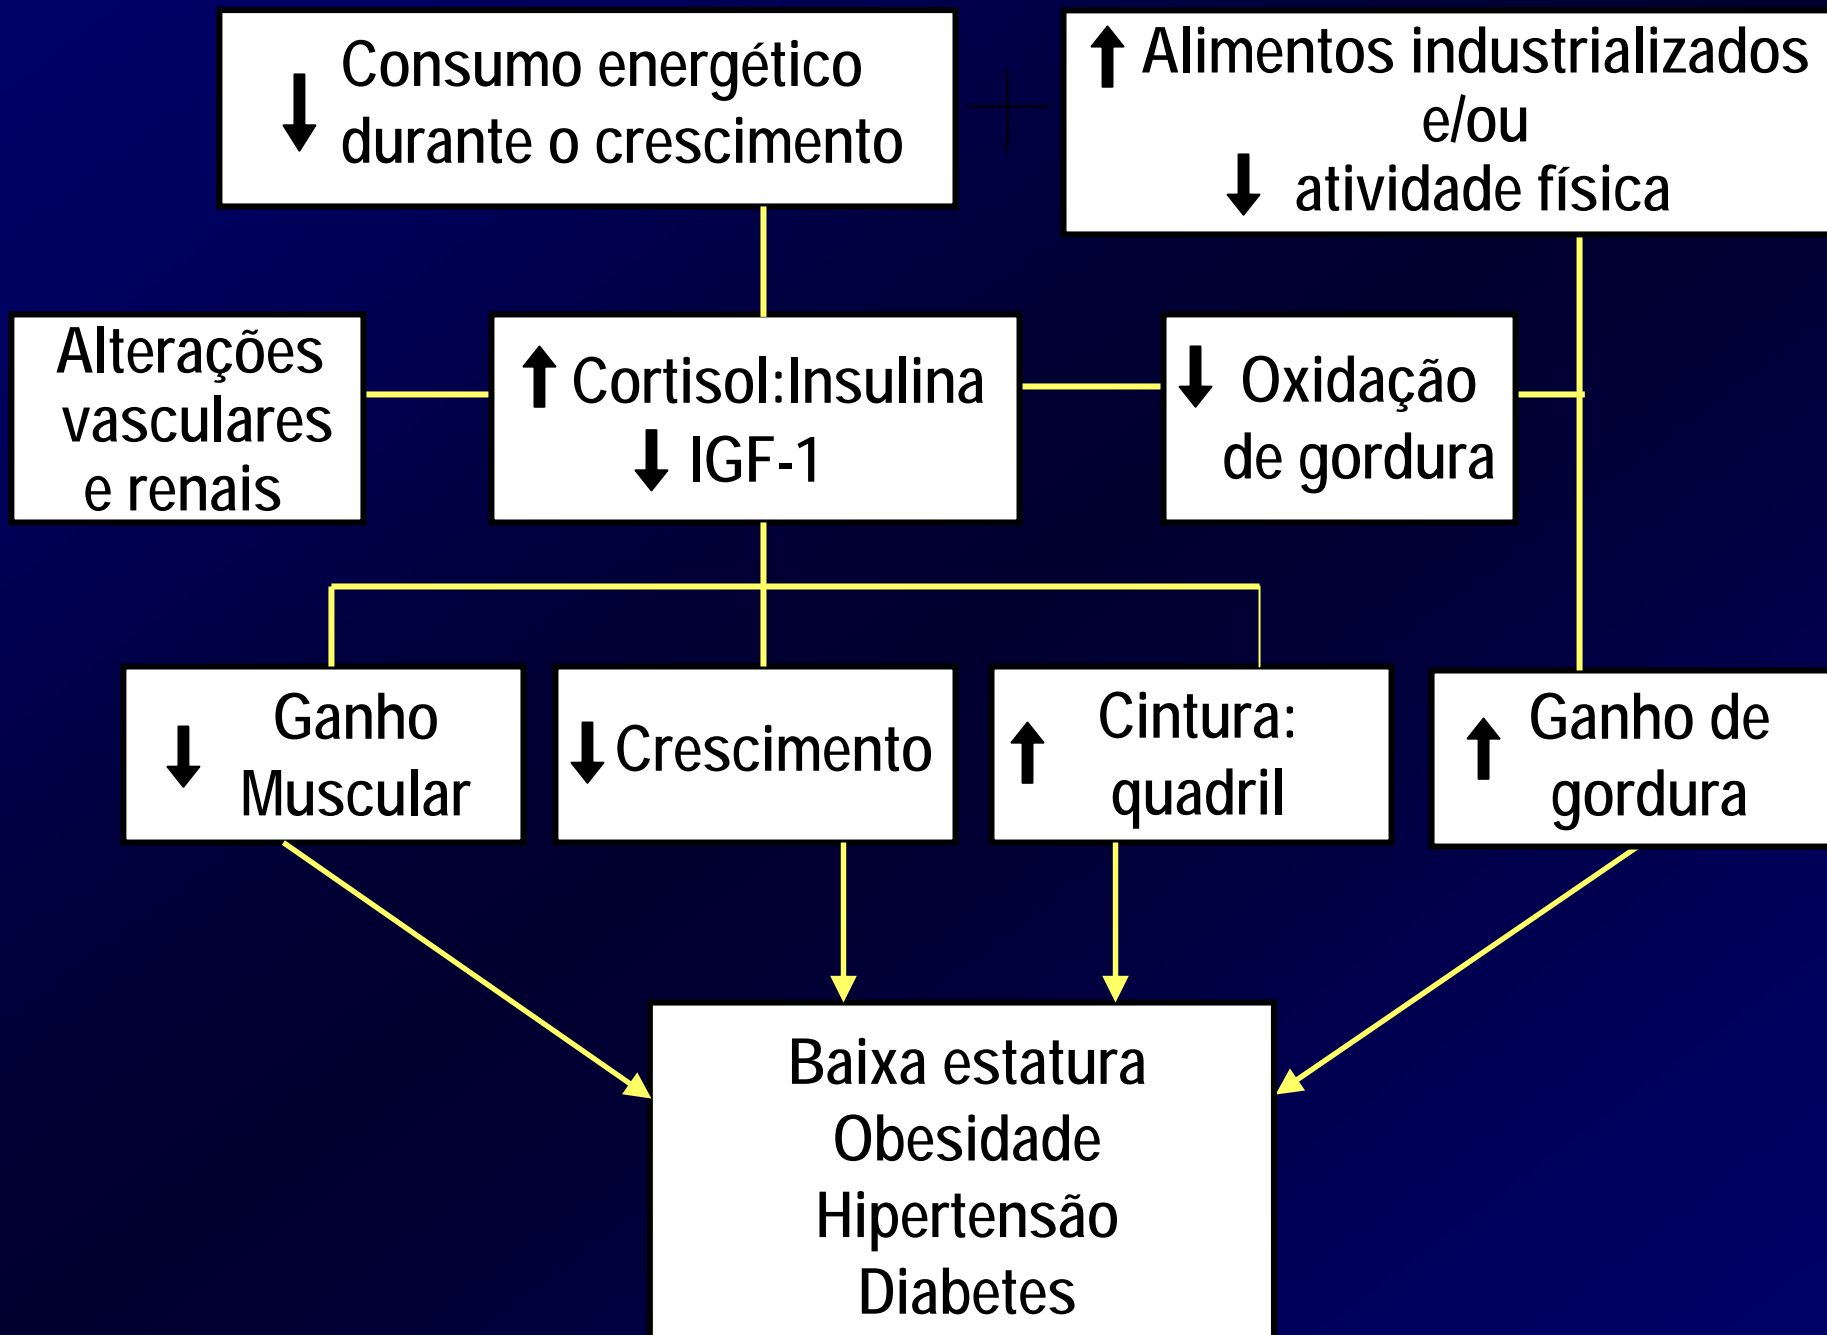 ↓ Consumo energético
durante o crescimento
+
↑ Alimentos industrializados
e/ou
↓ atividade física
Alterações
vasculares
e renais
↑ Cortisol:Insulina
↓ IGF-1
↓ Oxidação
de gordura
↓ Ganho
Muscular
↓ Crescimento
↑ Cintura:
quadril
↑ Ganho de
gordura
Baixa estatura
Obesidade
Hipertensão
Diabetes